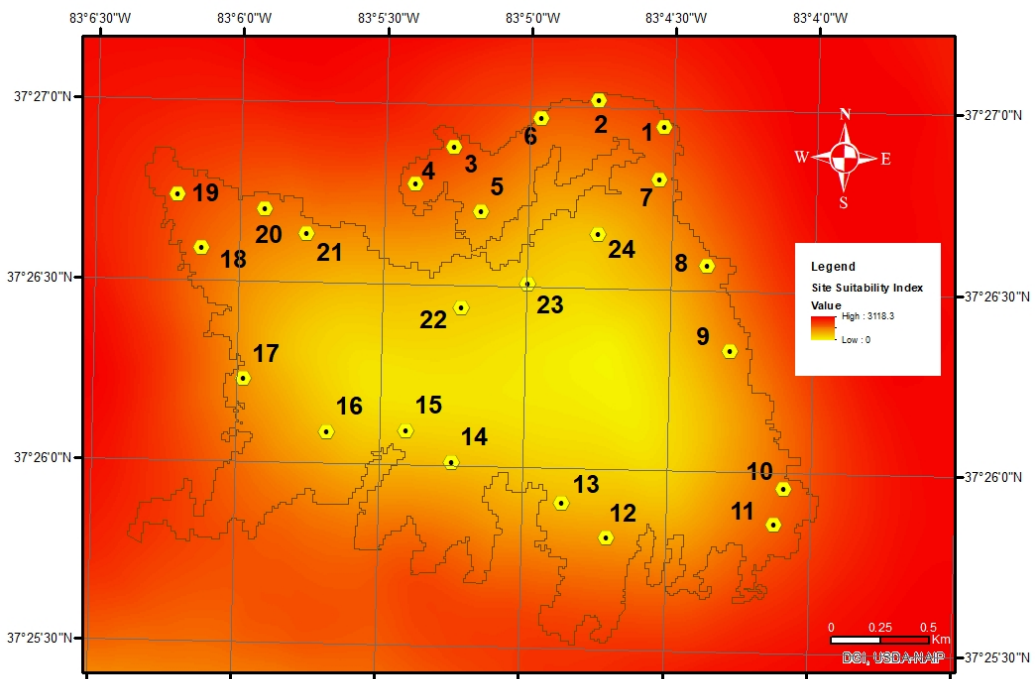 83°6'30"W 83°6'0"W 83°5'30"W 83°5'0"W 83°4'30"W 83°4'0"W
37°27'0"N 37°27'0"N
37°26'30"N 37°26'30"N
37°26'0"N 37°26'0"N
37°25'30"N 37°25'30"N
N
W E
S
1
2
3
4
5
6
7
8
9
10
11
12
13
14
15
16
17
18
19
20
21
22
23
24
Legend
Site Suitability Index
Value
High : 3118.3
Low : 0
0 0.25 0.5
Km
DGI, USDA-NAIP